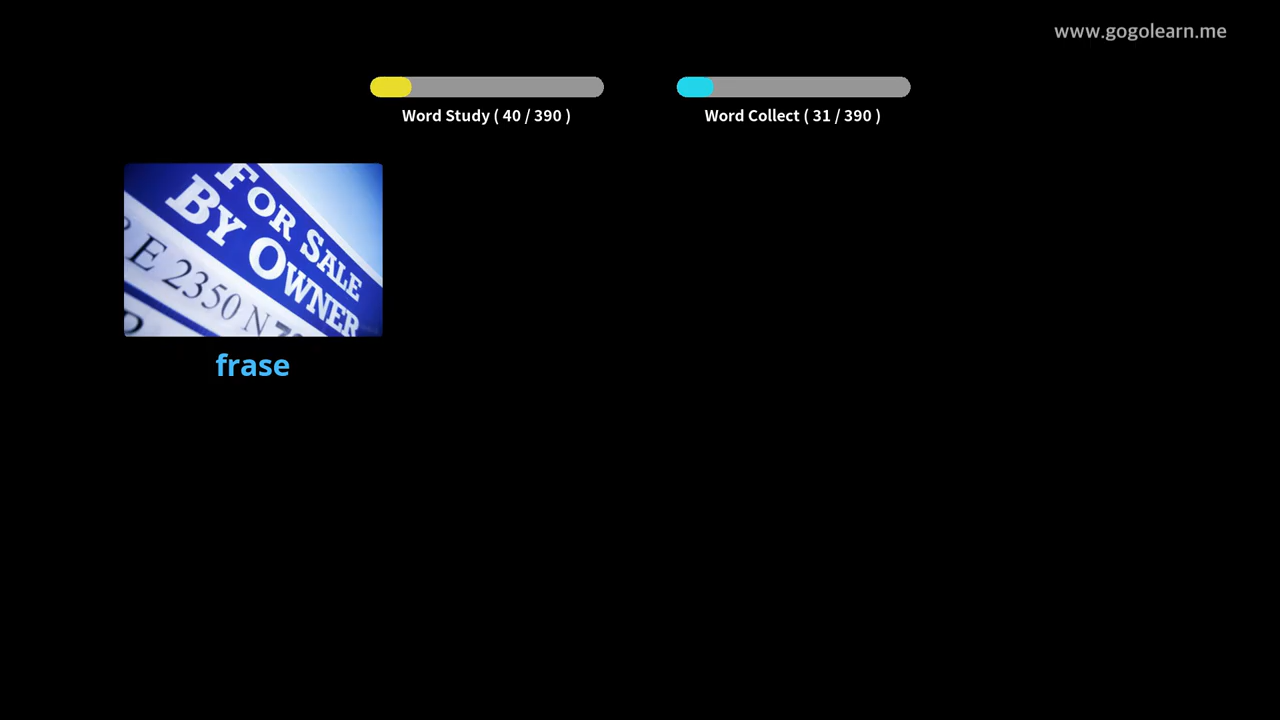 www.gogolearn.me
Word Study ( 40 / 390 )
Word Collect ( 31 / 390 )
FOR SALE
BY OWNER
E 2350 N
frase